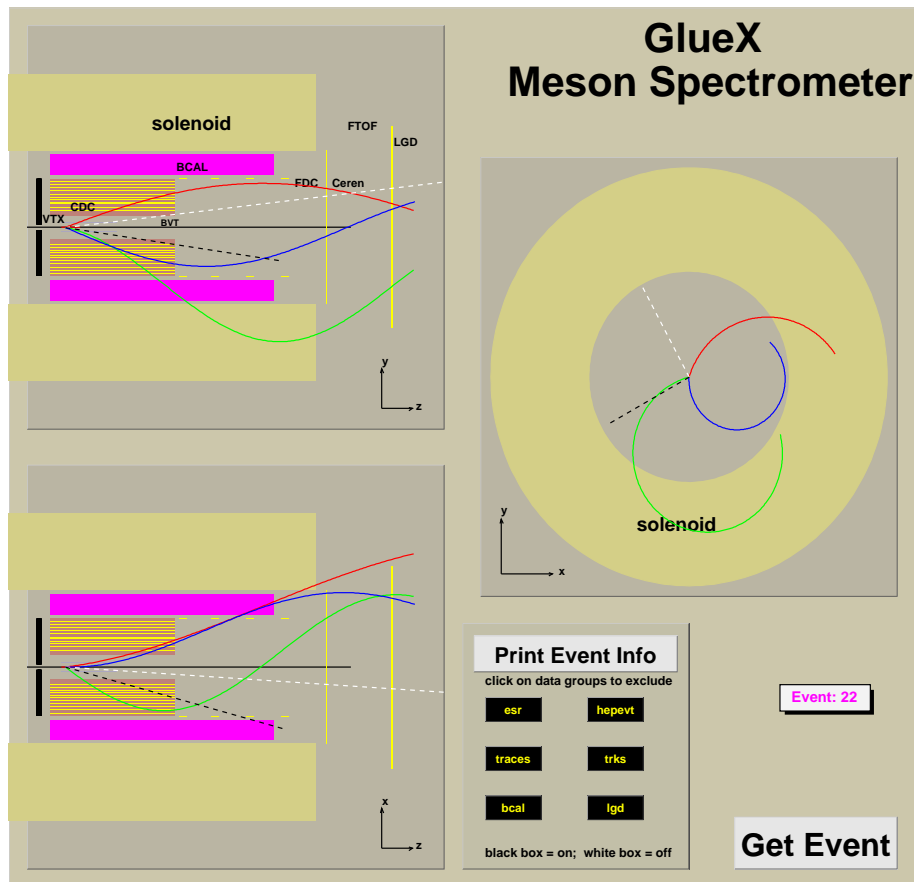 GlueX
Meson Spectrometer
solenoid
FTOF
LGD
BCAL
FDC
Ceren
CDC
VTX
BVT
y
z
solenoid
y
x
x
z
Print Event Info
click on data groups to exclude
esr
hepevt
traces
trks
bcal
lgd
black box = on; white box = off
Event: 22
Get Event